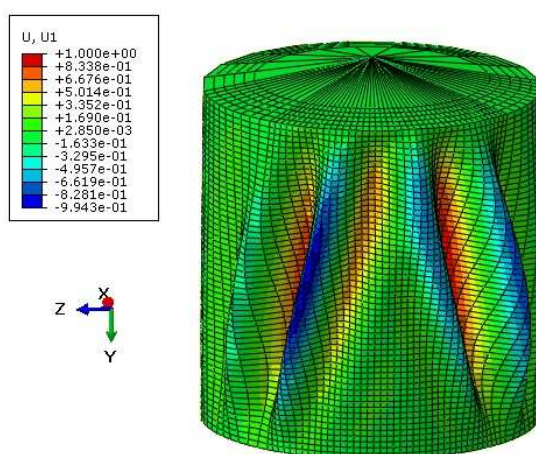 U, U1
+1.000e+00
+8.338e-01
+6.676e-01
+5.014e-01
+3.352e-01
+1.690e-01
+2.850e-03
-1.633e-01
-3.295e-01
-4.957e-01
-6.619e-01
-8.281e-01
-9.943e-01
X
Z
Y